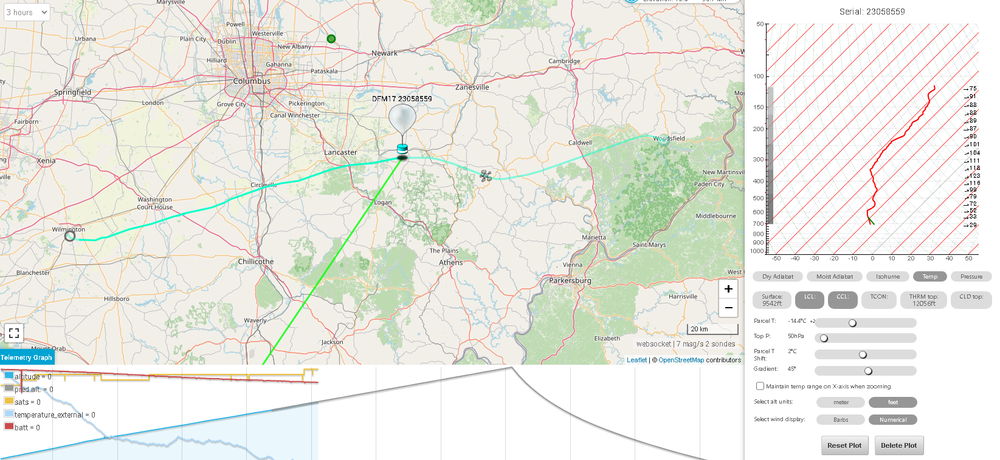 3 hours
Marysville
Powell
Westerville
Urbana
Plain City
Dublin
New Albany
Newark
Hilliard
Gahanna
Cambridge
Pataskala
Columbus
Zanesville
Springfield
London
Grove City
Pickerington
Canal Winchester
DFM17 23058559
Fairborn
Lancaster
Caldwell
Woodsfield
Xenia
New Martinsvi
Circleville
Paden City
Washington
Court House
Logan
Middlebourne
Wilmington
Marietta
Saint Marys
The Plains
Athens
Chillicothe
Vienna
Blanchester
Parkersburg
West
Hillsboro
Harrisville
Waverly
+
−
20 km
Jackson
Elizabeth
Mount Orab
websocket | 7 msg/s 2 sondes
Leaflet | © OpenStreetMap contributors
Telemetry Graph
altitude = 0
pred.alt. = 0
sats = 0
temperature_external = 0
batt = 0
Serial: 23058559
50
100
150
200
300
400
500
600
700
800
900
1000
-50 -40 -30 -20 -10 0 10 20 30 40 50
75
91
88
88
89
87
90
101
104
111
118
123
116
99
79
72
52
33
29
Dry Adiabat Moist Adiabat Isohume Temp Pressure
Surface: 9542ft LCL: CCL: TCON: THRM top: 12056ft CLD top:
Parcel T: -14.4°C +2
Top P: 50hPa
Parcel T Shift: 2°C
Gradient: 45°
Maintain temp range on X-axis when zooming
Select alt units: meter feet
Select wind display: Barbs Numerical
Reset Plot Delete Plot